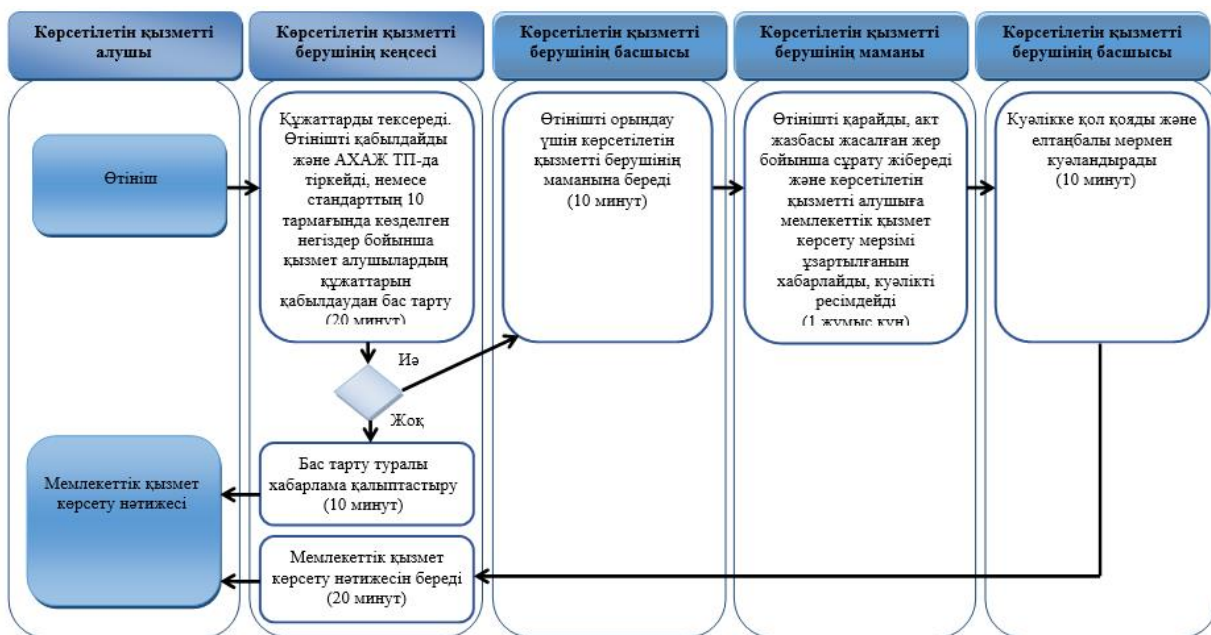 Көрсетілетін қызметті
алушы
Көрсетілетін қызметті
берушінің кеңсесі
Көрсетілетін қызметті
берушінің басшысы
Көрсетілетін қызметті
берушінің маманы
Көрсетілетін қызметті
берушінің басшысы
Өтініш
Құжаттарды тексереді.
Өтінішті қабылдайды
және АХАЖ ТП-да
тіркейді, немесе
стандарттың 10
тармағында көзделген
негіздер бойынша
қызмет алушылардың
құжаттарын
қабылдаудан бас тарту
(20 минут)
Өтінішті орындау
үшін көрсетілетін
қызметті берушінің
маманына береді
(10 минут)
Өтінішті қарайды, акт
жазбасы жасалған жер
бойынша сұрату жібереді
және көрсетілетін
қызметті алушыға
мемлекеттік қызмет
көрсету мерзімі
ұзартылғанын
хабарлайды, куәлікті
ресімдейді
(1 жұмыс күн)
Куәлікке қол қояды және
елтаңбалы мөрмен
куәландырады
(10 минут)
Иә
Жоқ
Бас тарту туралы
хабарлама қалыптастыру
(10 минут)
Мемлекеттік қызмет
көрсету нәтижесі
Мемлекеттік қызмет
көрсету нәтижесін береді
(20 минут)